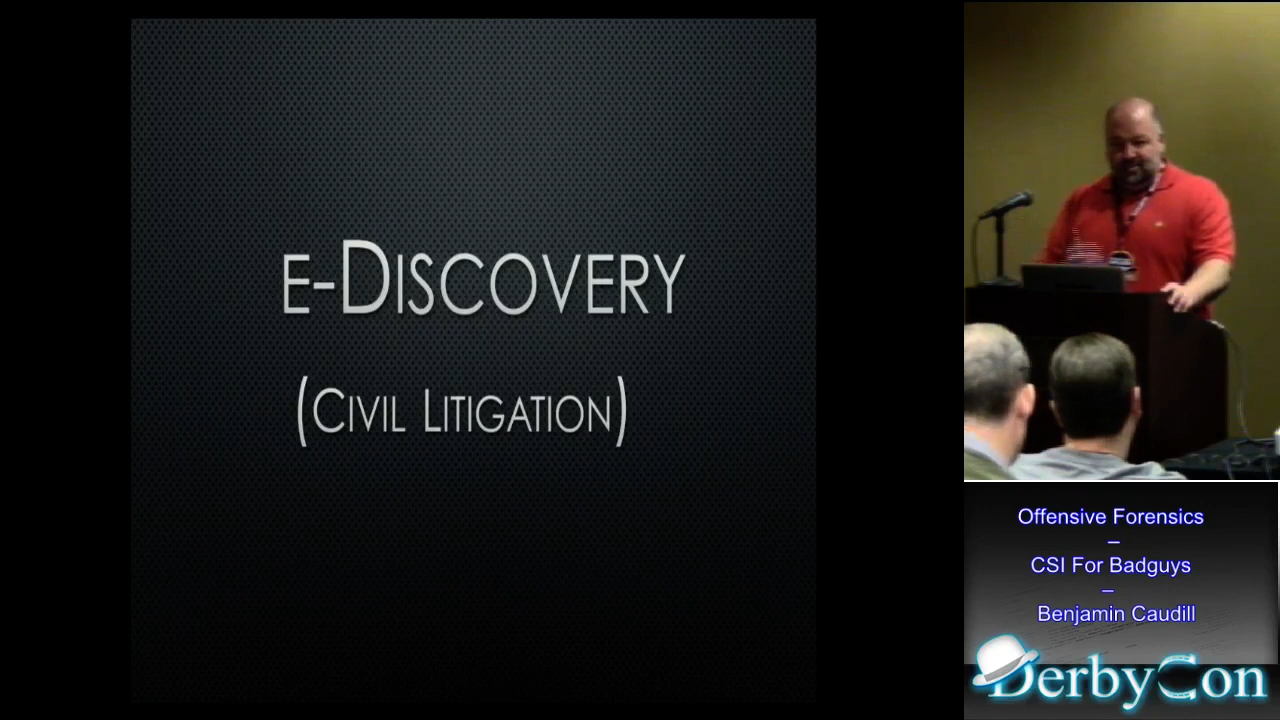 e-Discovery
(Civil Litigation)
Offensive Forensics
–
CSI For Badguys
–
Benjamin Caudill
DerbyCon